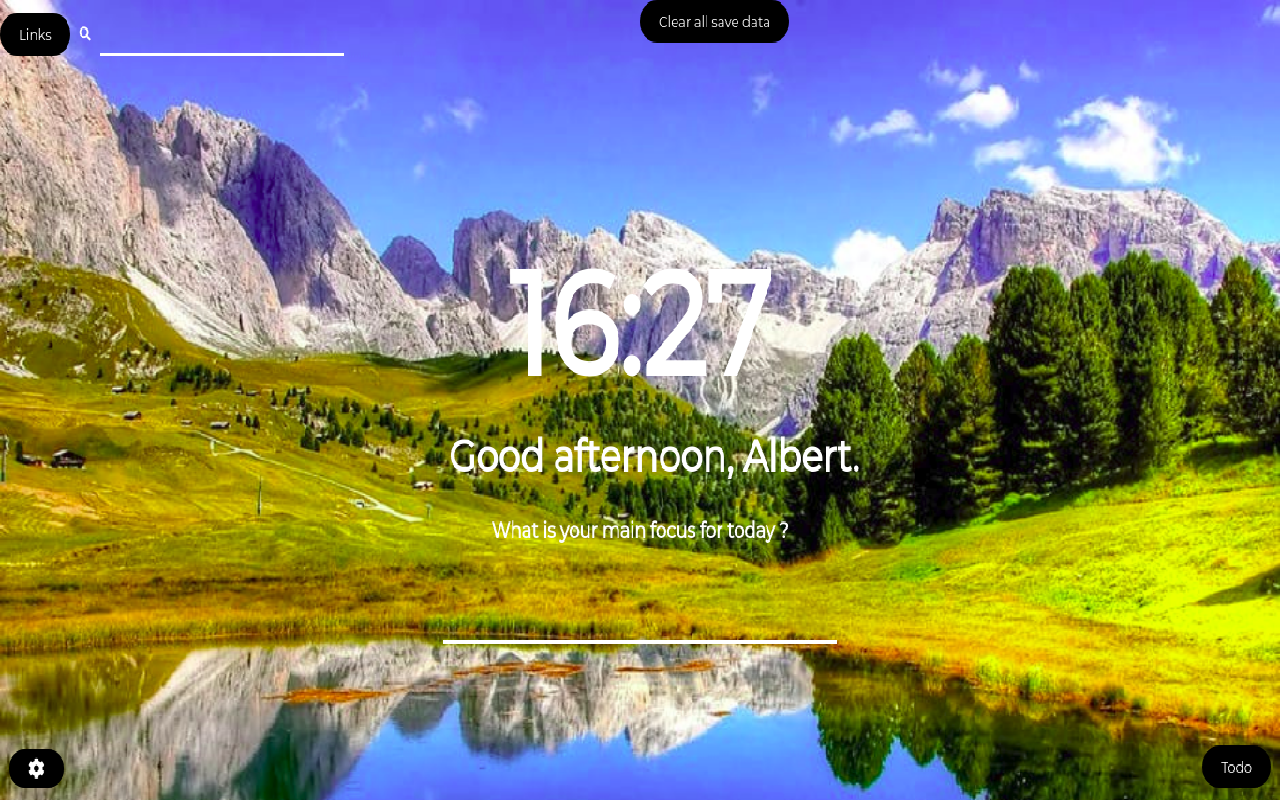 Links
Clear all save data
16:27
Good afternoon, Albert.
What is your main focus for today ?
Todo